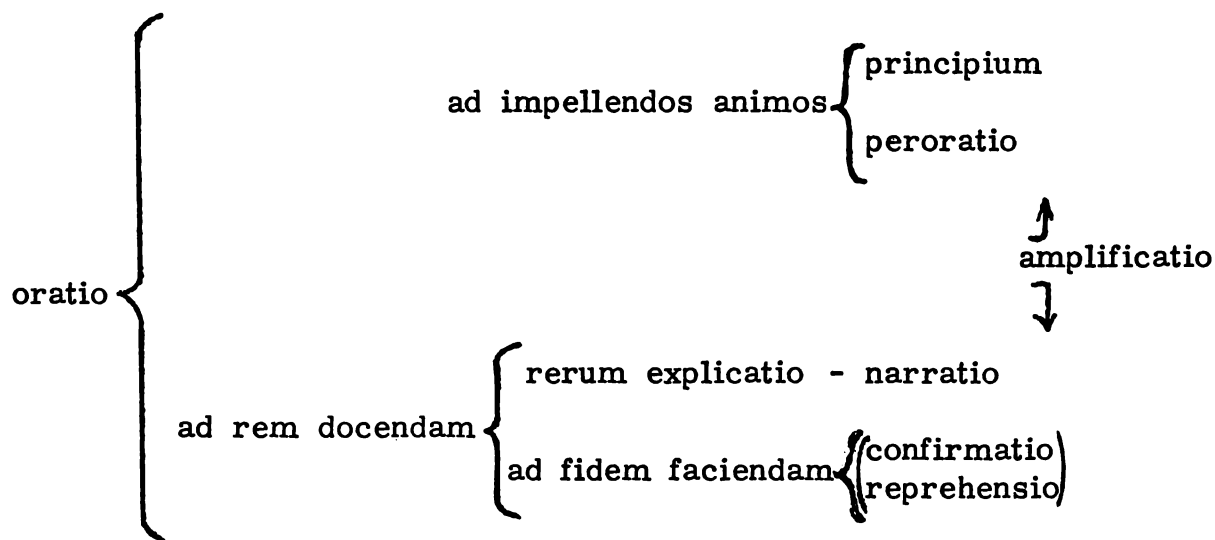 principium
ad impellendos animos
peroratio
amplificatio
oratio
rerum explicatio - narratio
ad rem docendam
ad fidem faciendam
(confirmatio
reprehensio)